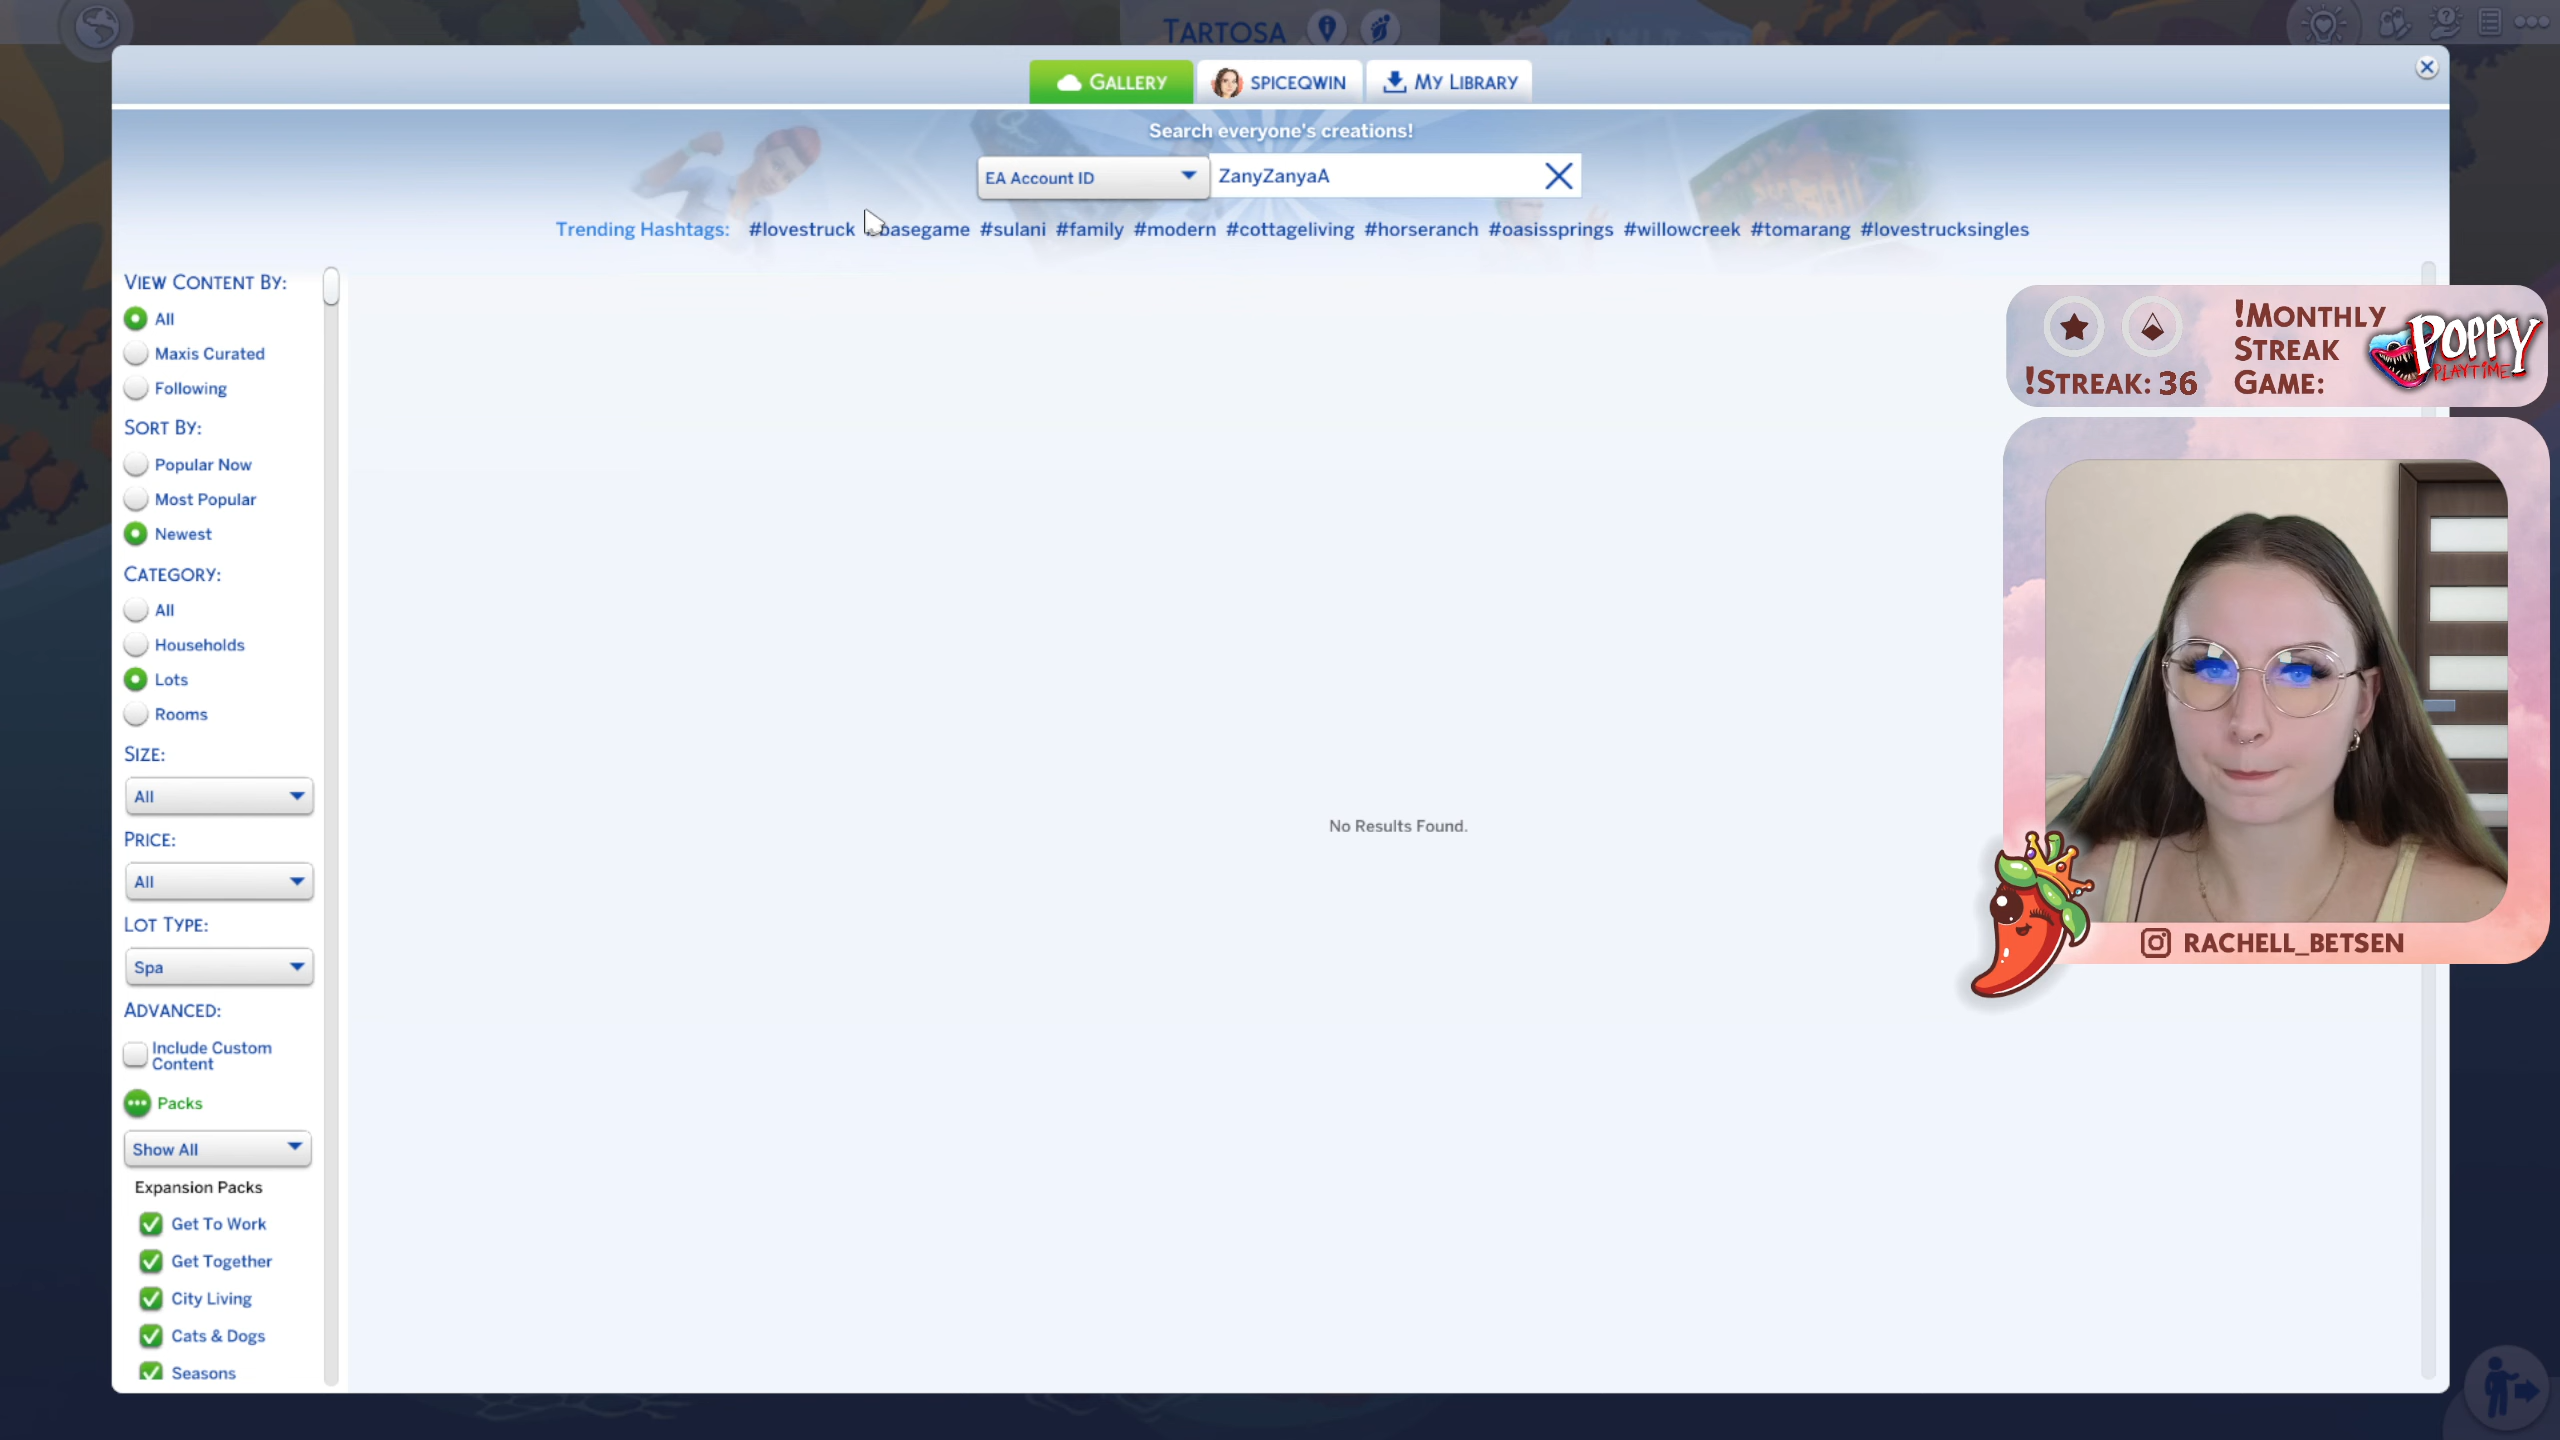 TARTOSA
GALLERY
SPICEQWIN
MY LIBRARY
Search everyone's creations!
EA Account ID
ZanyZanyaA
Trending Hashtags: #lovestruck #basegame #sulani #family #modern #cottageliving #horseranch #oasissprings #willowcreek #tomarang #lovestrucksingles
VIEW CONTENT BY:
All
Maxis Curated
Following
SORT BY:
Popular Now
Most Popular
Newest
CATEGORY:
All
Households
Lots
Rooms
SIZE:
All
PRICE:
All
LOT TYPE:
Spa
ADVANCED:
Include Custom
Content
Packs
Show All
Expansion Packs
Get To Work
Get Together
City Living
Cats & Dogs
Seasons
No Results Found.
!STREAK: 36
!MONTHLY
STREAK
GAME:
POPPY
PLAYTIME
RACHELL_BETSEN